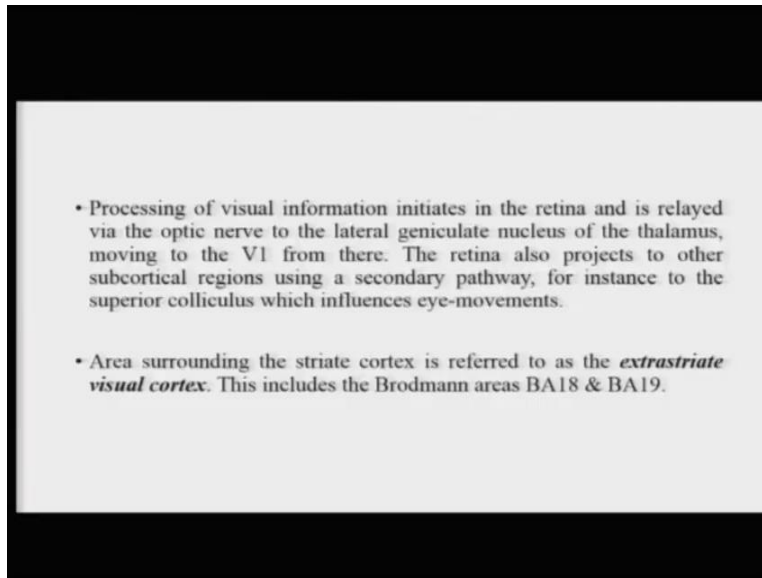 • Processing of visual information initiates in the retina and is relayed
via the optic nerve to the lateral geniculate nucleus of the thalamus,
moving to the V1 from there. The retina also projects to other
subcortical regions using a secondary pathway, for instance to the
superior colliculus which influences eye-movements.
• Area surrounding the striate cortex is referred to as the extrastriate
visual cortex. This includes the Brodmann areas BA18 & BA19.